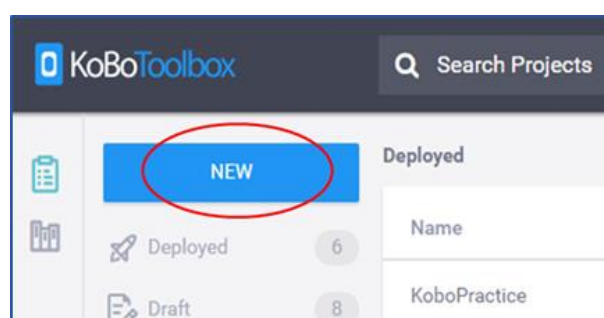 KoBoToolbox
Search Projects
NEW
Deployed 6
Draft 8
Deployed
Name
KoboPractice